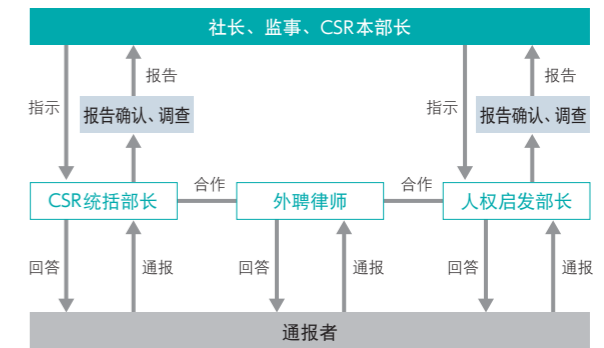 社长、监事、CSR本部长
报告
报告
指示
报告确认、调查
指示
报告确认、调查
合作
合作
CSR统括部长
外聘律师
人权启发部长
回答
通报
回答
通报
回答
通报
通报者